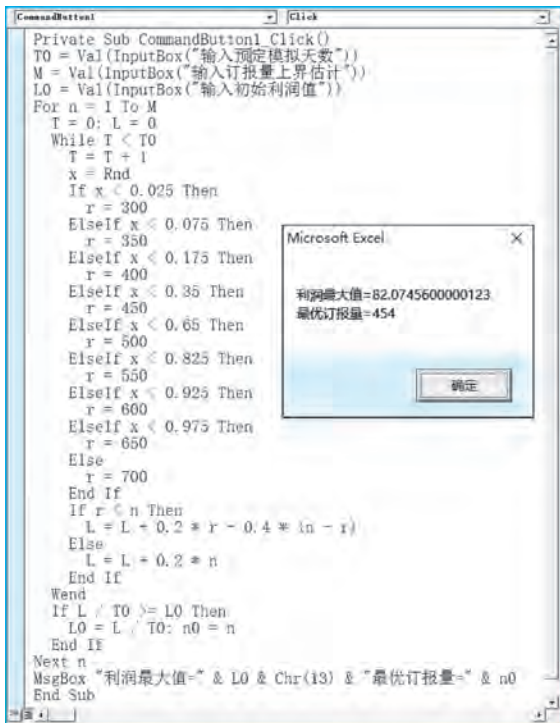 CommandButton1
Click
Private Sub CommandButton1_Click()
T0 = Val(InputBox("输入预定模拟天数"))
M = Val(InputBox("输入订报量上界估计"))
L0 = Val(InputBox("输入初始利润值"))
For n = 1 To M
T = 0: L = 0
While T < T0
T = T + 1
x = Rnd
If x < 0.025 Then
r = 300
ElseIf x < 0.075 Then
r = 350
ElseIf x < 0.175 Then
r = 400
ElseIf x < 0.35 Then
r = 450
ElseIf x < 0.65 Then
r = 500
ElseIf x < 0.825 Then
r = 550
ElseIf x < 0.925 Then
r = 600
ElseIf x < 0.975 Then
r = 650
Else
r = 700
End If
If r < n Then
L = L + 0.2 * r - 0.4 * (n - r)
Else
L = L + 0.2 * n
End If
Wend
If L / T0 >= L0 Then
L0 = L / T0: n0 = n
End If
Next n
MsgBox "利润最大值=" & L0 & Chr(13) & "最优订报量=" & n0
End Sub
Microsoft Excel
利润最大值=82.0745600000123
最优订报量=454
确定